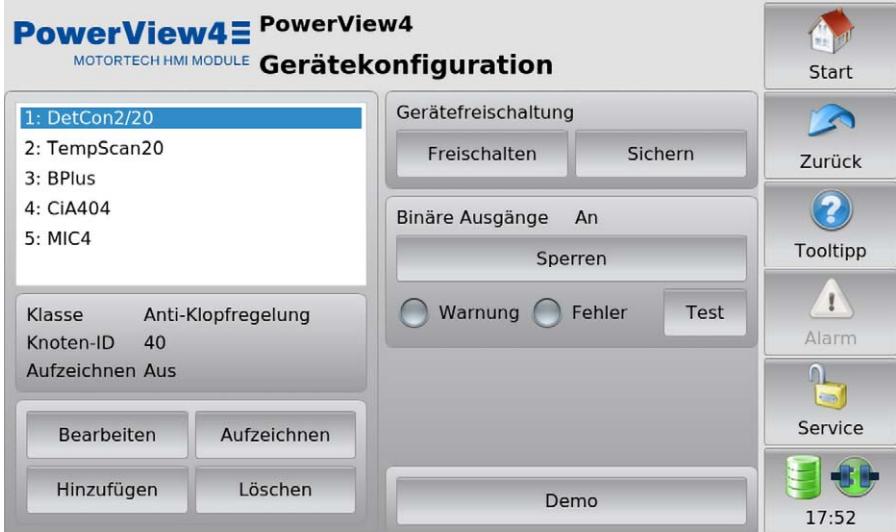 PowerView4
MOTORTECH HMI MODULE
PowerView4
Gerätekonfiguration
1: DetCon2/20
2: TempScan20
3: BPlus
4: CiA404
5: MIC4
Klasse Anti-Klopfregelung
Knoten-ID 40
Aufzeichnen Aus
Bearbeiten Aufzeichnen
Hinzufügen Löschen
Gerätefreischaltung
Freischalten Sichern
Binäre Ausgänge An
Sperren
Warnung Fehler Test
Demo
Start
Zurück
Tooltipp
Alarm
Service
17:52